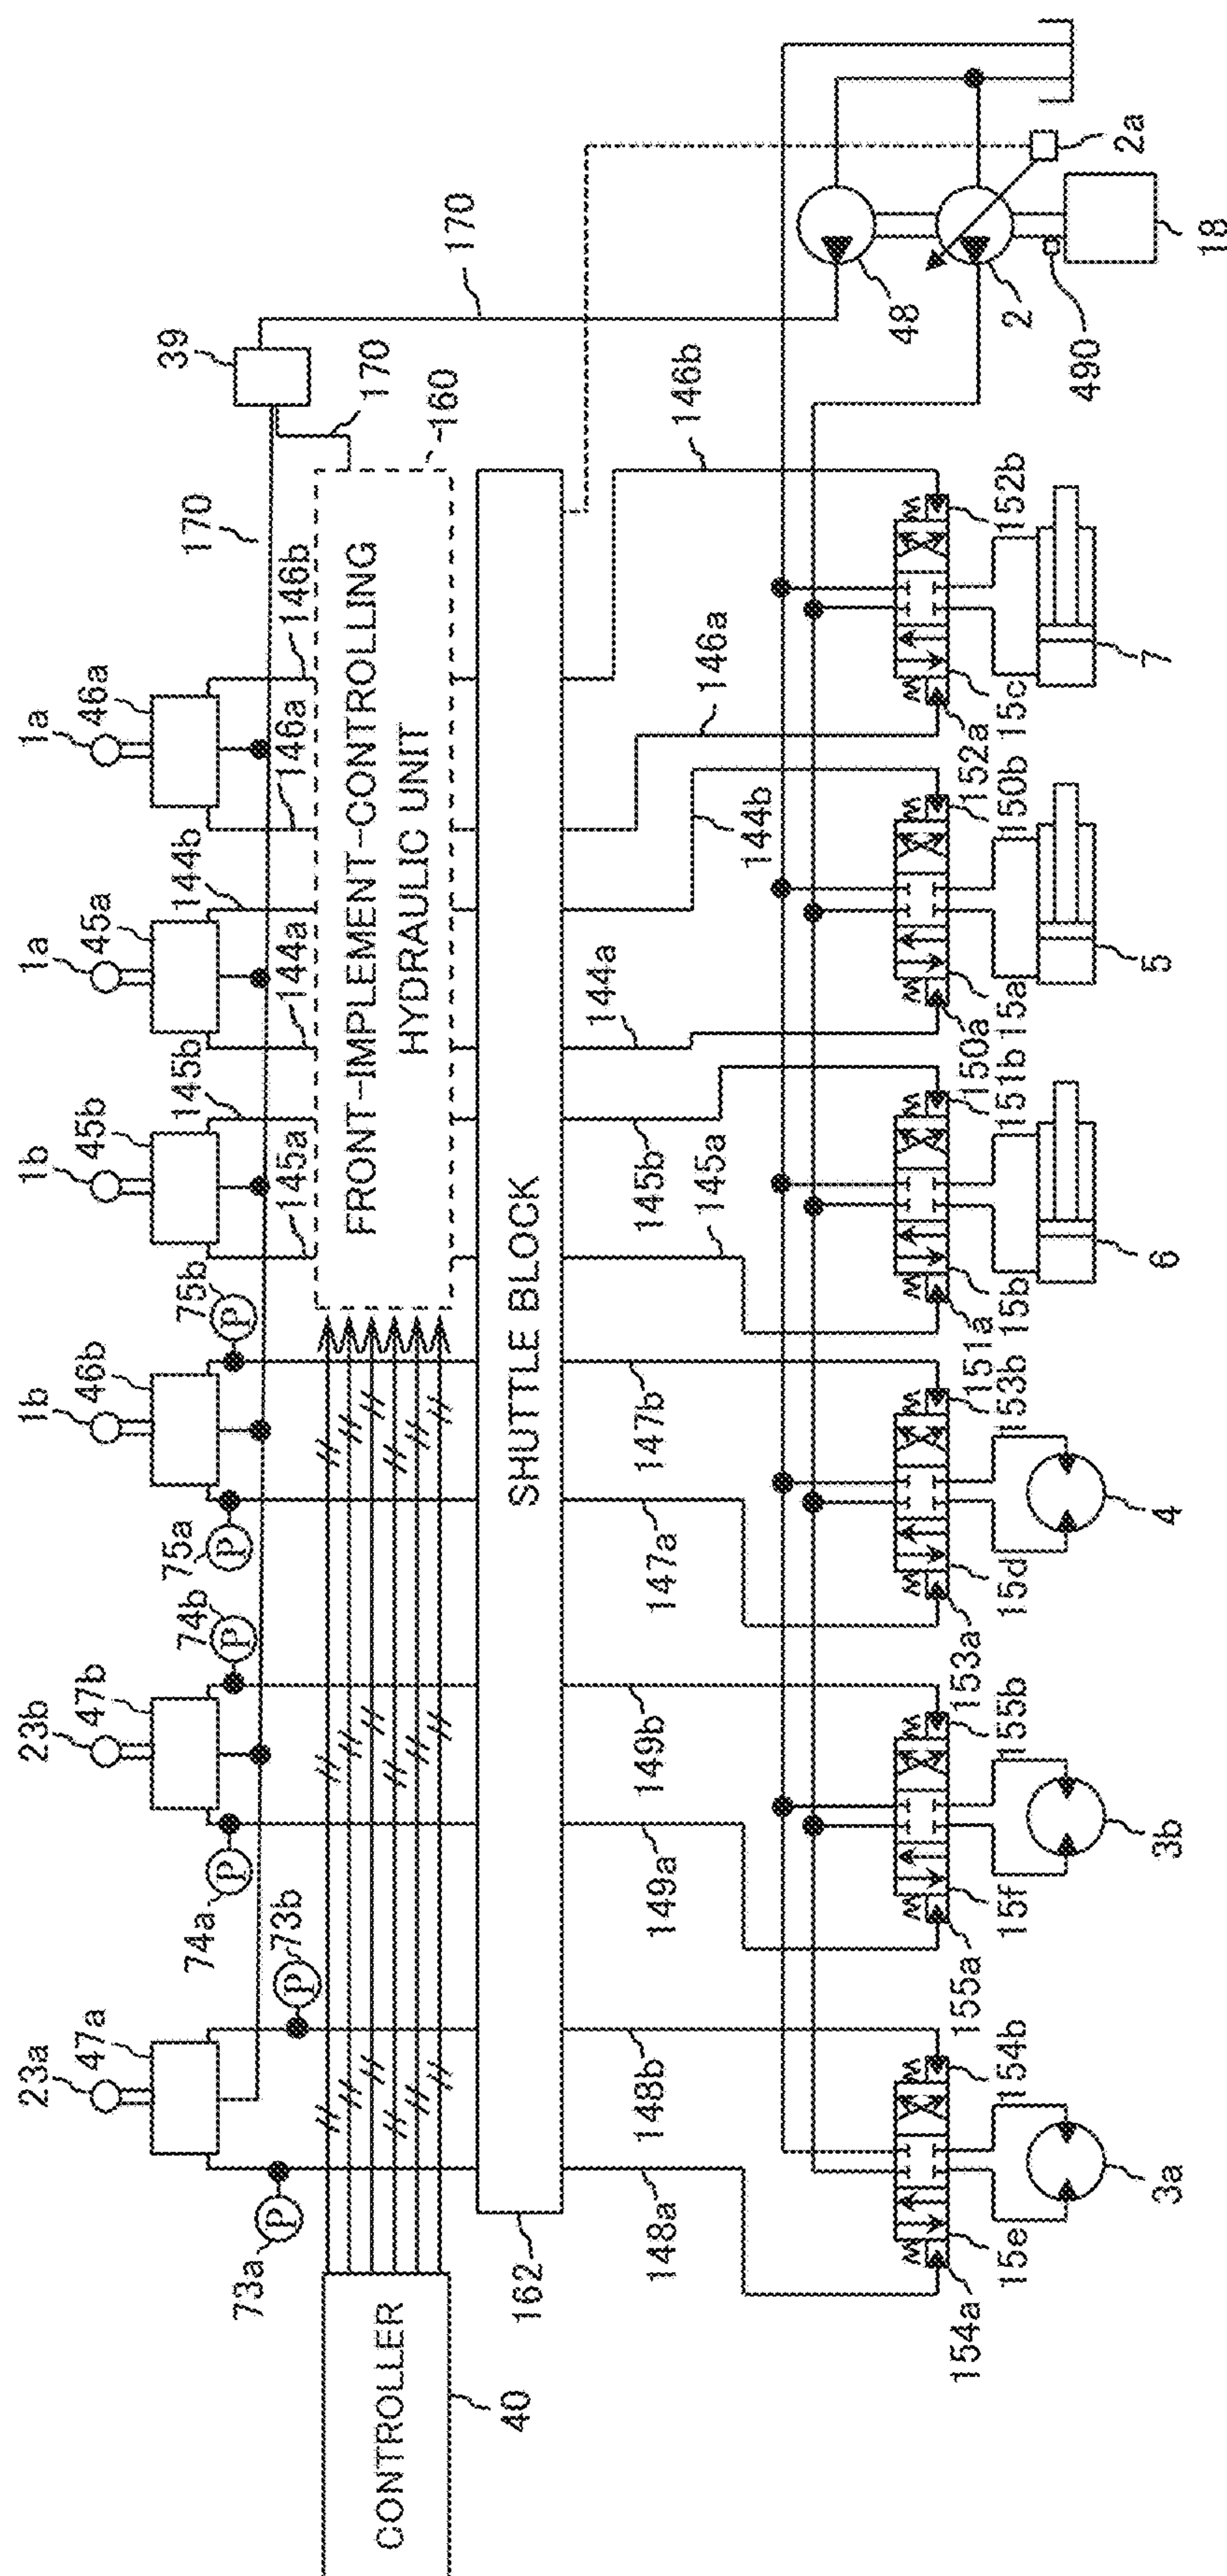 23a
47a
23b
47b
1b
46b
1b
45b
1a
45a
1a
46a
39
73a
73b
74a
74b
75a
75b
145a
145b
144a
144b
146a
146b
170
170
170
160
CONTROLLER
40
FRONT-IMPLEMENT-CONTROLLING
HYDRAULIC UNIT
SHUTTLE BLOCK
162
148a
148b
149a
149b
147a
147b
145a
145b
144a
144b
146a
146b
154a
15e
154b
155a
15f
155b
153a
15d
153b
151a
15b
151b
150a
15a
150b
152a
15c
152b
3a
3b
4
6
5
7
48
2
490
18
2a
P
P
P
P
P
P